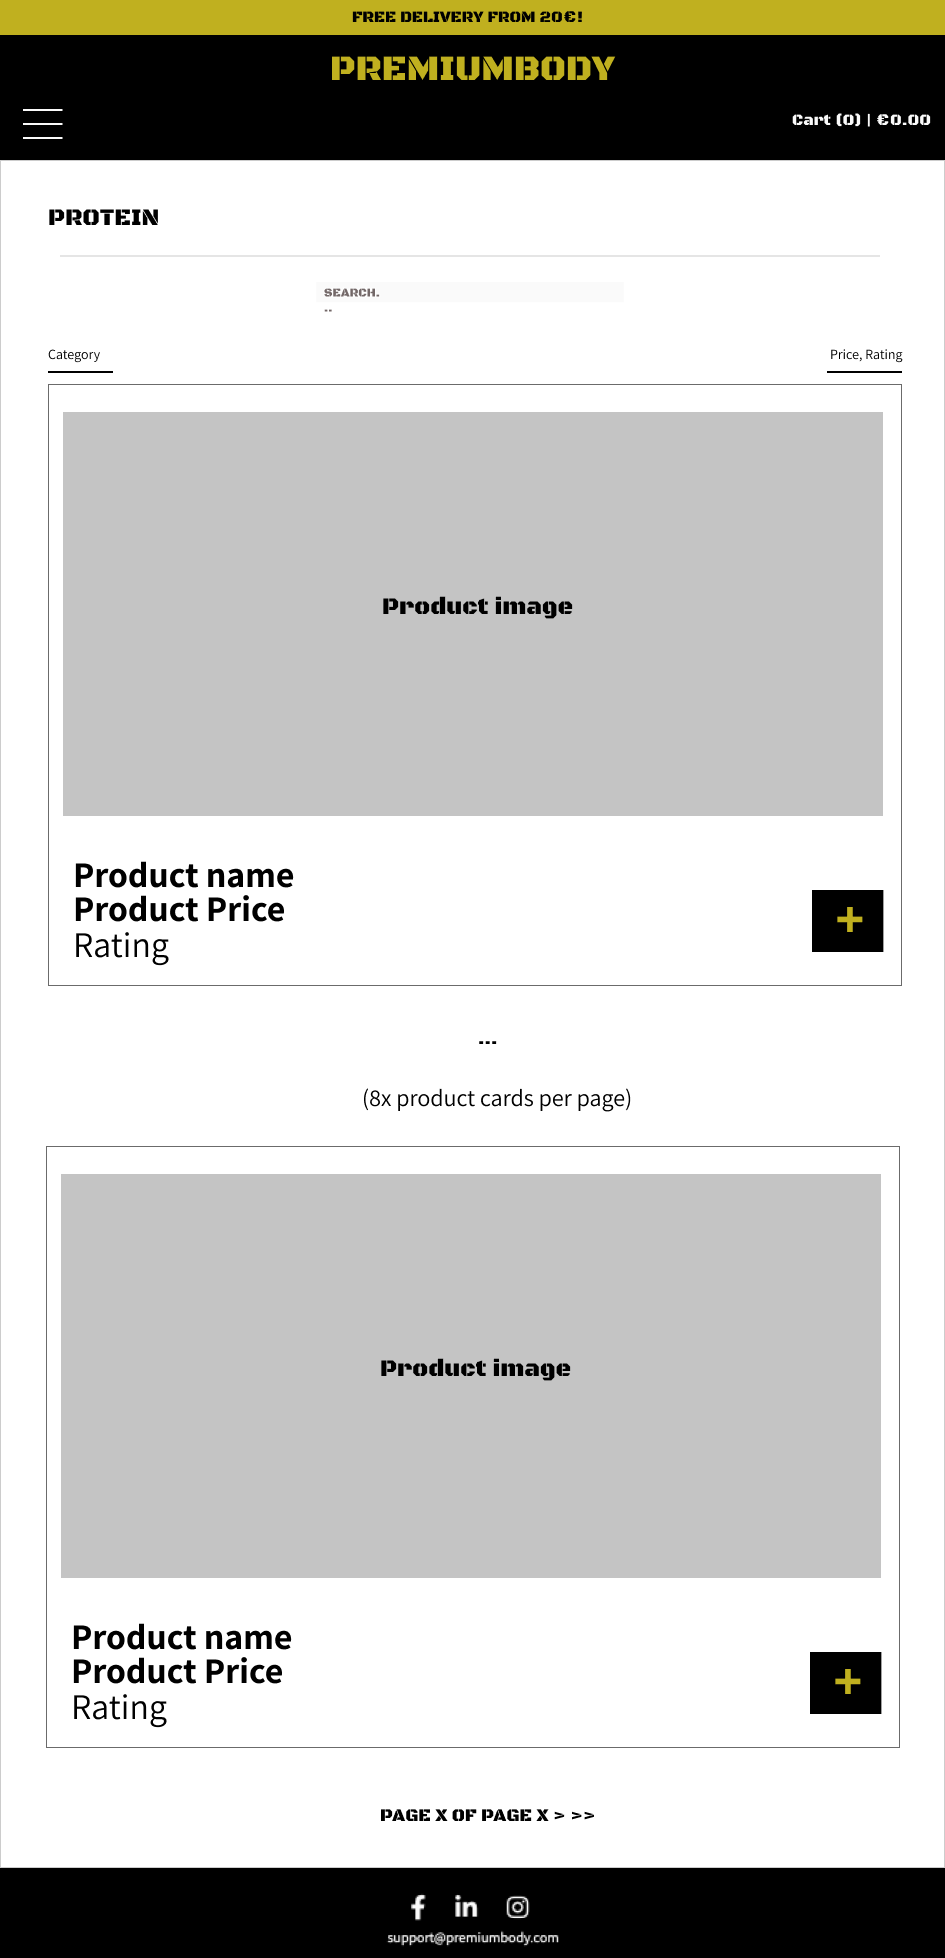 FREE DELIVERY FROM 20€!
PREMIUMBODY
Cart (0) | €0.00
PROTEIN
SEARCH.
..
Category
Price, Rating
Product image
Product name
Product Price
Rating
+
...
(8x product cards per page)
Product image
Product name
Product Price
Rating
+
PAGE X OF PAGE X > >>
support@premiumbody.com